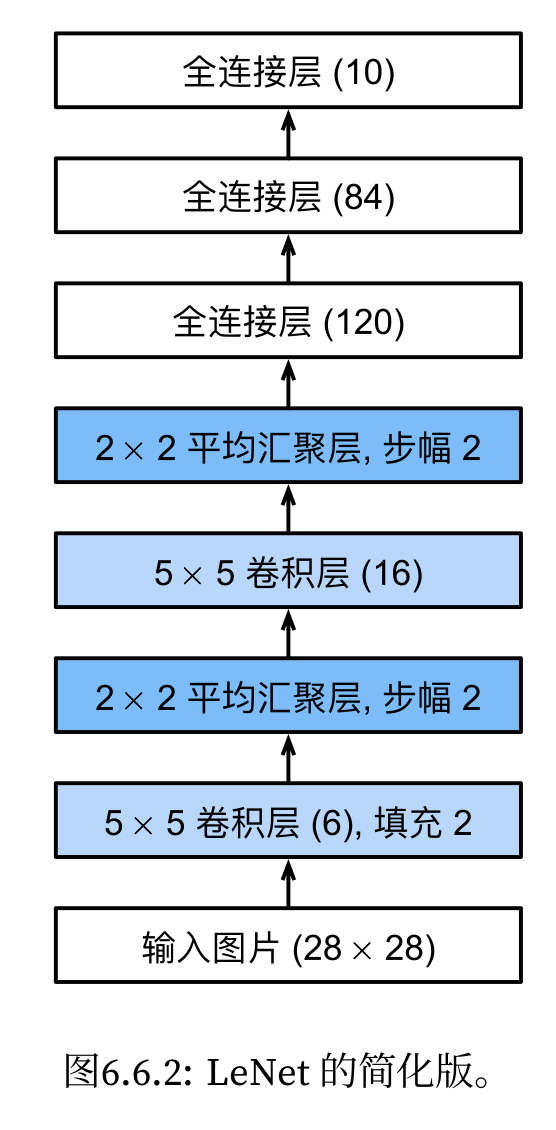 全连接层 (10)
全连接层 (84)
全连接层 (120)
2 × 2 平均汇聚层, 步幅 2
5 × 5 卷积层 (16)
2 × 2 平均汇聚层, 步幅 2
5 × 5 卷积层 (6), 填充 2
输入图片 (28 × 28)
图6.6.2: LeNet 的简化版。